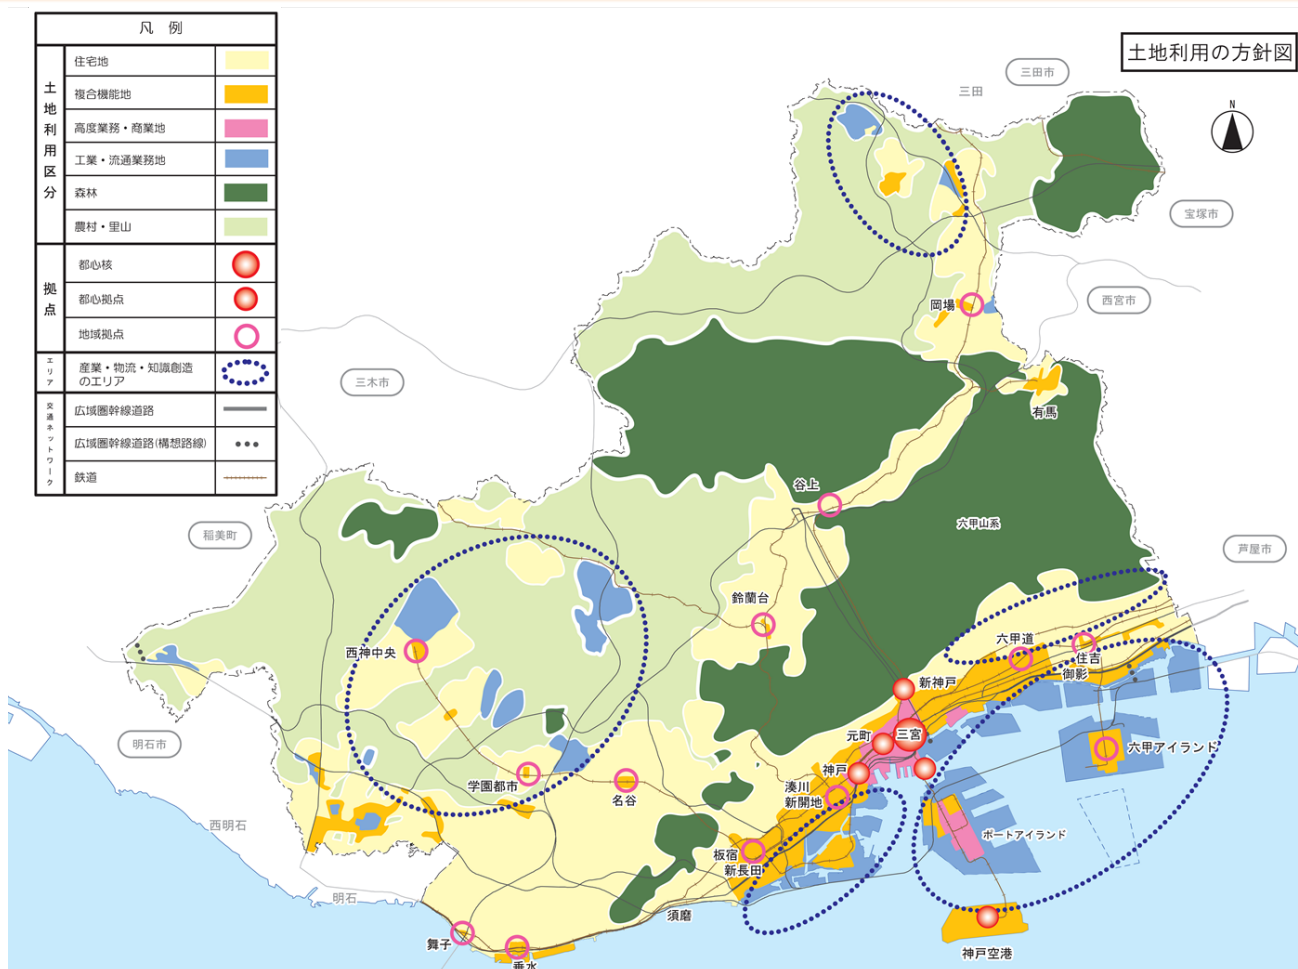 凡 例
土地利用区分
住宅地
複合機能地
高度業務・商業地
工業・流通業務地
森林
農村・里山
拠点
都心核
都心拠点
地域拠点
エリア
産業・物流・知識創造
のエリア
交通ネットワーク
広域圏幹線道路
広域圏幹線道路(構想路線)
鉄道
土地利用の方針図
N
三田市
三田
宝塚市
西宮市
岡場
三木市
有馬
谷上
六甲山系
稲美町
芦屋市
鈴蘭台
六甲道
西神中央
住吉
御影
新神戸
元町
三宮
明石市
六甲アイランド
神戸
学園都市
湊川
新開地
名谷
西明石
ポートアイランド
板宿
新長田
明石
須磨
舞子
神戸空港
垂水